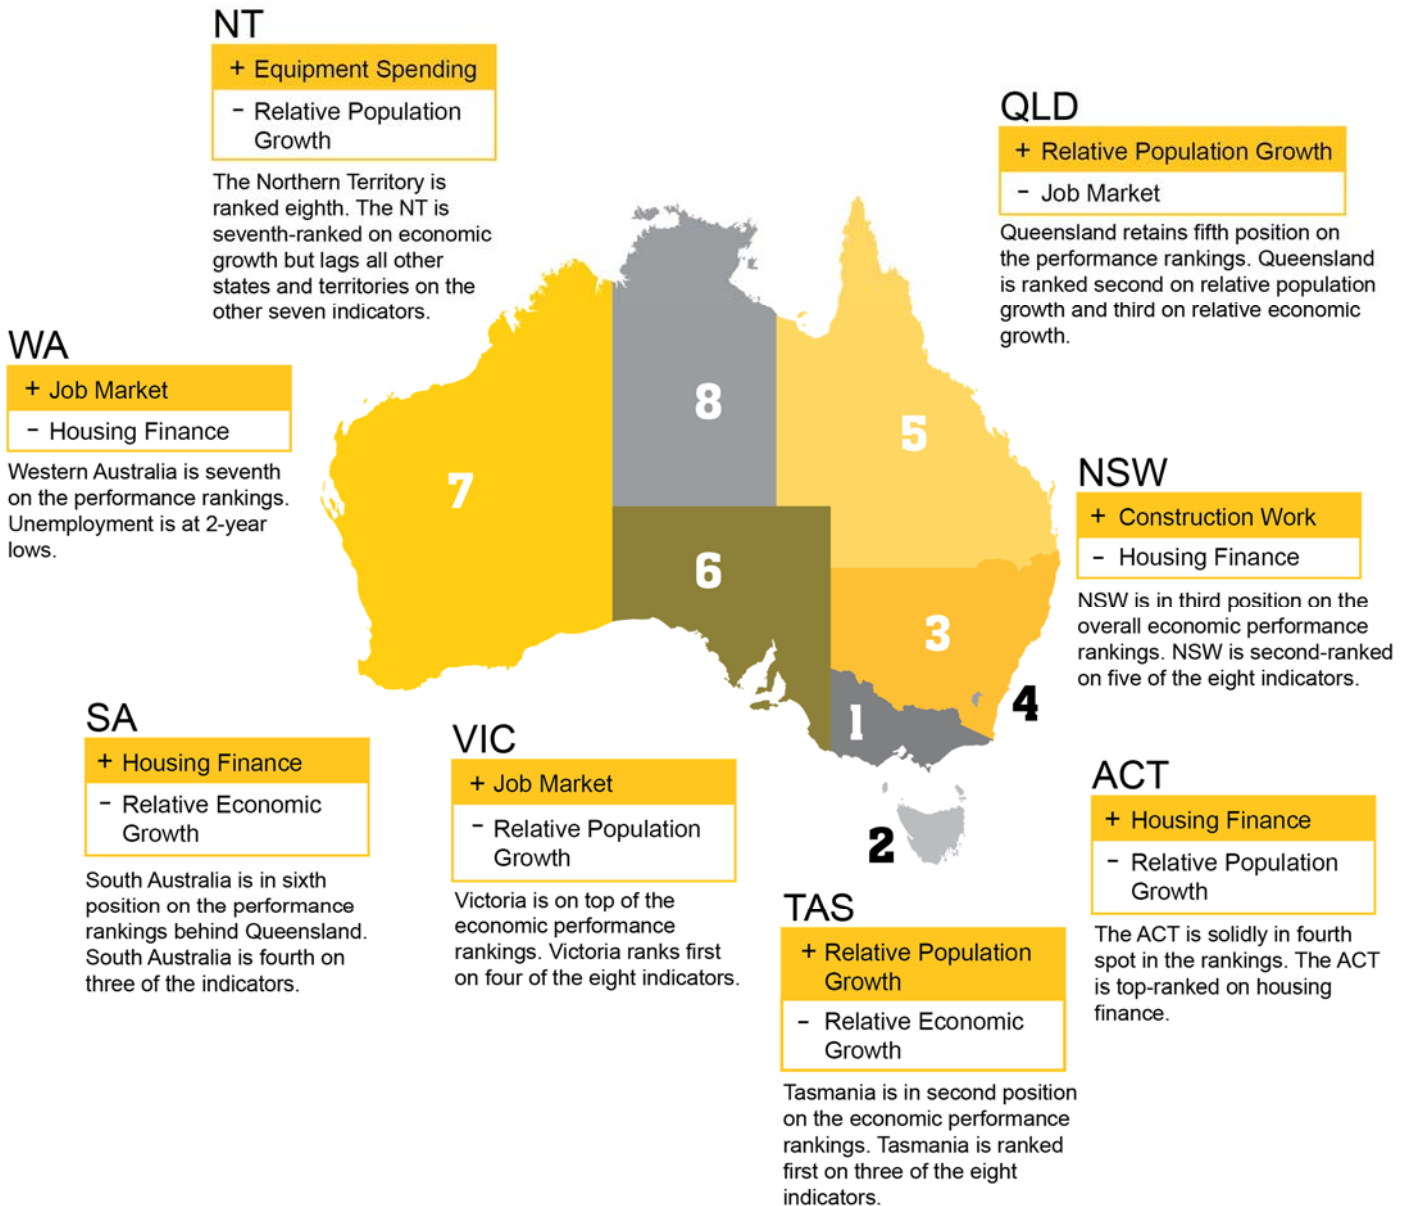 NT
+ Equipment Spending
- Relative Population
Growth
The Northern Territory is
ranked eighth. The NT is
seventh-ranked on economic
growth but lags all other
states and territories on the
other seven indicators.
QLD
+ Relative Population Growth
- Job Market
Queensland retains fifth position on
the performance rankings. Queensland
is ranked second on relative population
growth and third on relative economic
growth.
WA
+ Job Market
- Housing Finance
Western Australia is seventh
on the performance rankings.
Unemployment is at 2-year
lows.
8
5
7
6
3
1
4
2
NSW
+ Construction Work
- Housing Finance
NSW is in third position on the
overall economic performance
rankings. NSW is second-ranked
on five of the eight indicators.
SA
+ Housing Finance
- Relative Economic
Growth
South Australia is in sixth
position on the performance
rankings behind Queensland.
South Australia is fourth on
three of the indicators.
VIC
+ Job Market
- Relative Population
Growth
Victoria is on top of the
economic performance
rankings. Victoria ranks first
on four of the eight indicators.
TAS
+ Relative Population
Growth
- Relative Economic
Growth
Tasmania is in second position
on the economic performance
rankings. Tasmania is ranked
first on three of the eight
indicators.
ACT
+ Housing Finance
- Relative Population
Growth
The ACT is solidly in fourth
spot in the rankings. The ACT
is top-ranked on housing
finance.